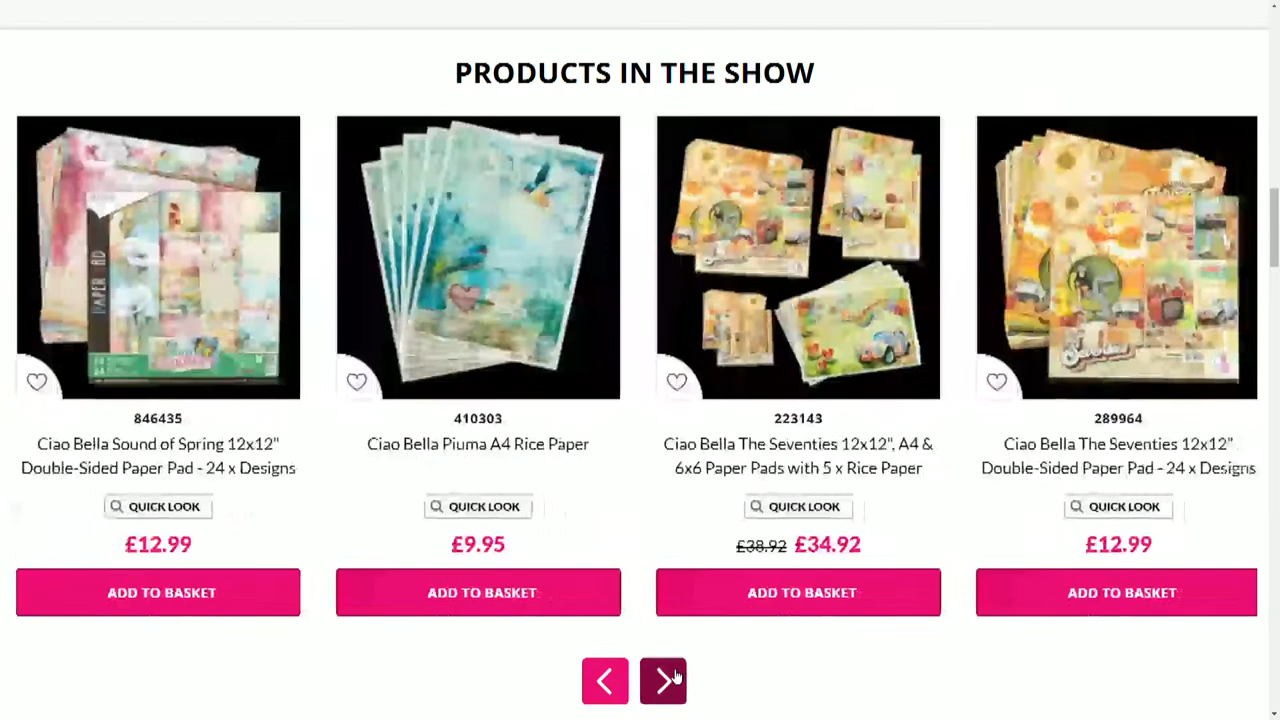 PRODUCTS IN THE SHOW
846435
Ciao Bella Sound of Spring 12x12"
Double-Sided Paper Pad - 24 x Designs
QUICK LOOK
£12.99
ADD TO BASKET
410303
Ciao Bella Piuma A4 Rice Paper
QUICK LOOK
£9.95
ADD TO BASKET
223143
Ciao Bella The Seventies 12x12", A4 &
6x6 Paper Pads with 5 x Rice Paper
QUICK LOOK
£38.92 £34.92
ADD TO BASKET
289964
Ciao Bella The Seventies 12x12"
Double-Sided Paper Pad - 24 x Designs
QUICK LOOK
£12.99
ADD TO BASKET